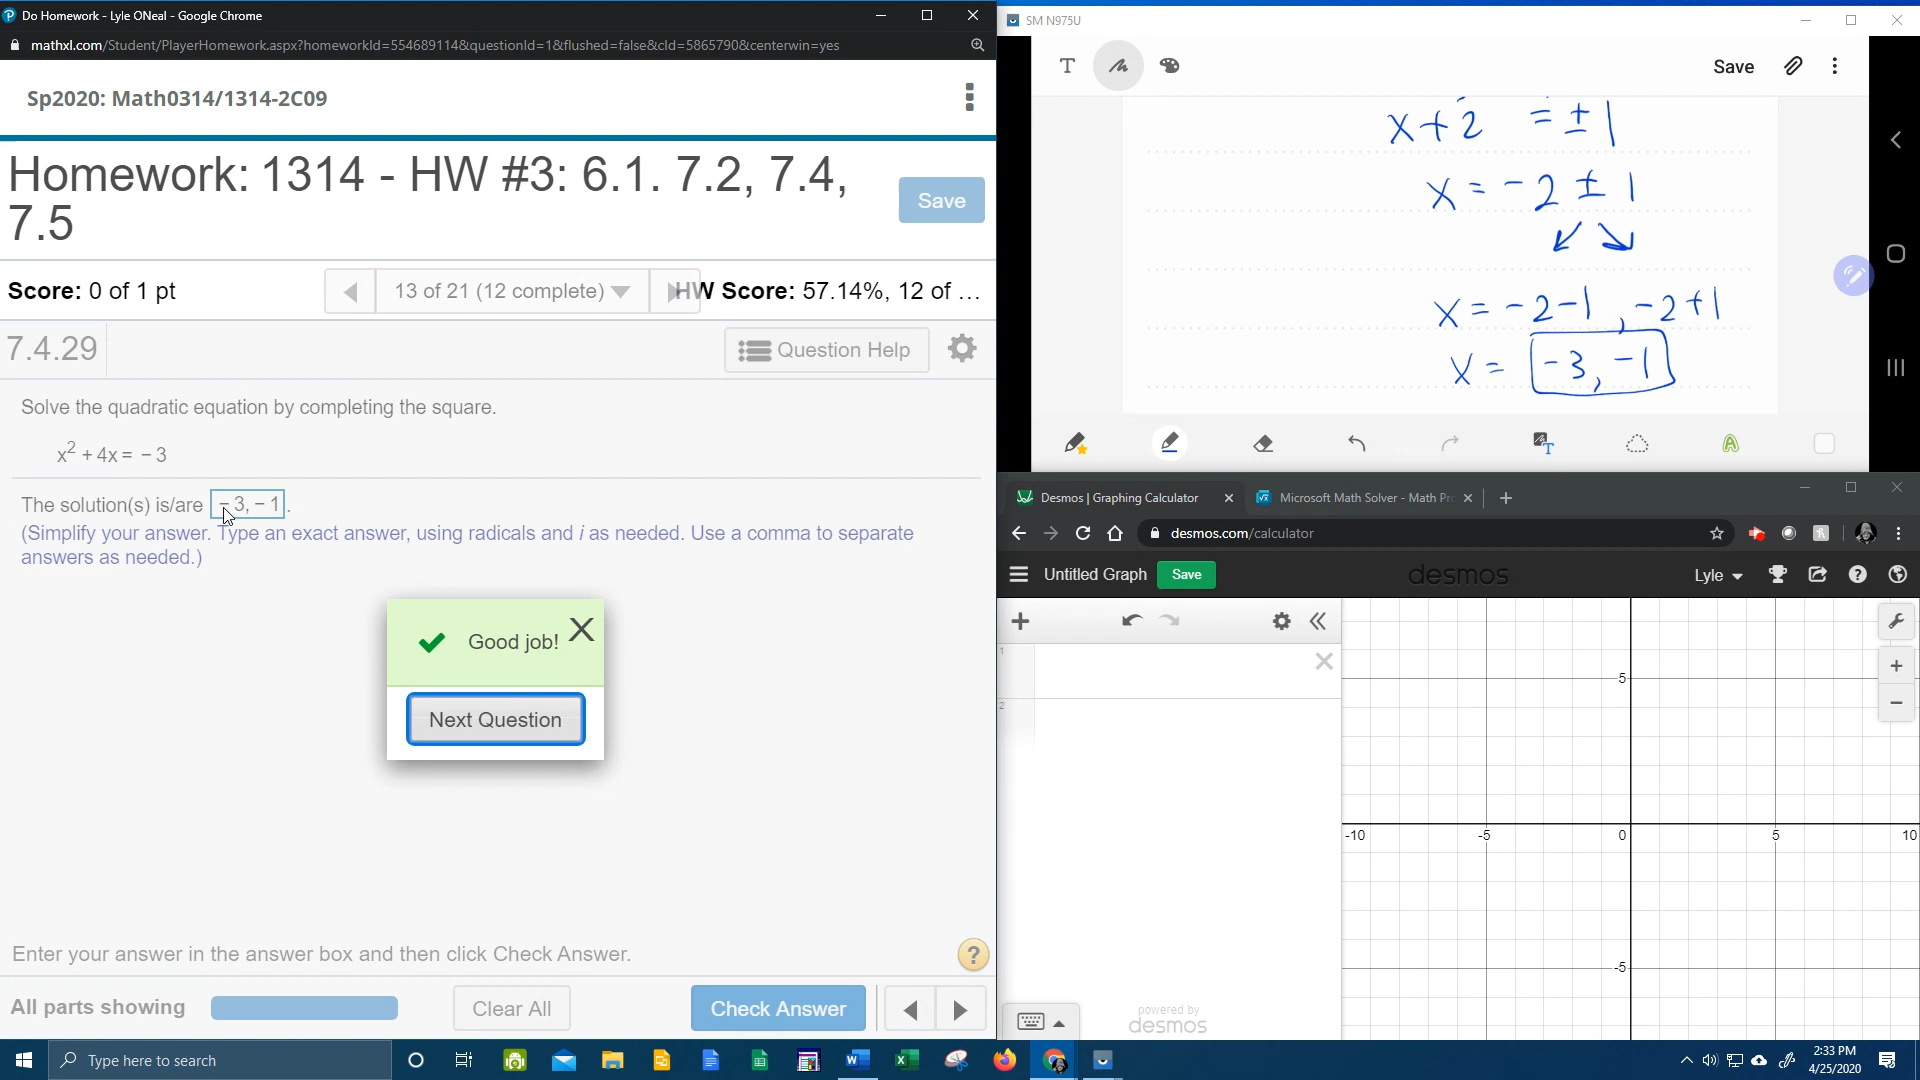 Do Homework - Lyle ONeal - Google Chrome
mathxl.com/Student/PlayerHomework.aspx?homeworkId=554689114&questionId=1&flushed=false&cId=5865790&centerwin=yes
Sp2020: Math0314/1314-2C09
Homework: 1314 - HW #3: 6.1. 7.2, 7.4,
7.5
Save
Score: 0 of 1 pt
13 of 21 (12 complete)
HW Score: 57.14%, 12 of ...
7.4.29
Question Help
Solve the quadratic equation by completing the square.
x² + 4x = − 3
The solution(s) is/are − 3, − 1 .
(Simplify your answer. Type an exact answer, using radicals and i as needed. Use a comma to separate
answers as needed.)
Good job!
Next Question
Enter your answer in the answer box and then click Check Answer.
?
All parts showing
Clear All
Check Answer
SM N975U
T
Save
x+2 = ± 1
x = -2 ± 1
x = -2-1, -2+1
x = -3, -1
Desmos | Graphing Calculator
Microsoft Math Solver - Math Pr
desmos.com/calculator
Untitled Graph
Save
desmos
Lyle
1
2
5
-10
-5
0
5
10
-5
powered by
desmos
Type here to search
2:33 PM
4/25/2020